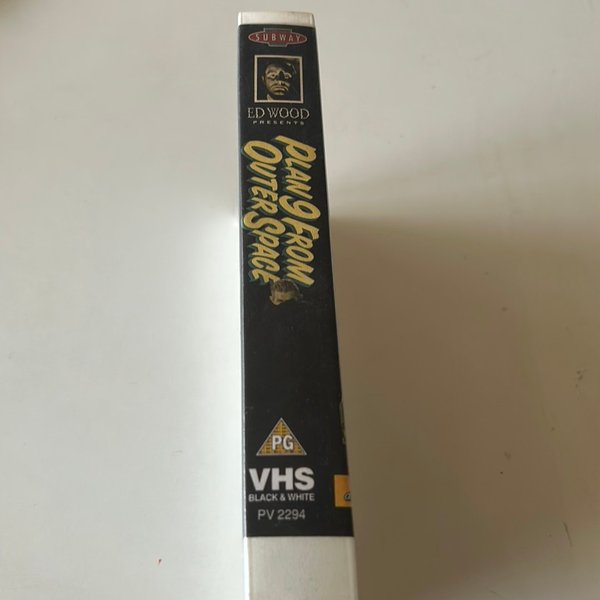 SUBWAY
ED WOOD
PRESENTS
PLAN 9 FROM
OUTER SPACE
PG
VHS
BLACK & WHITE
PV 2294